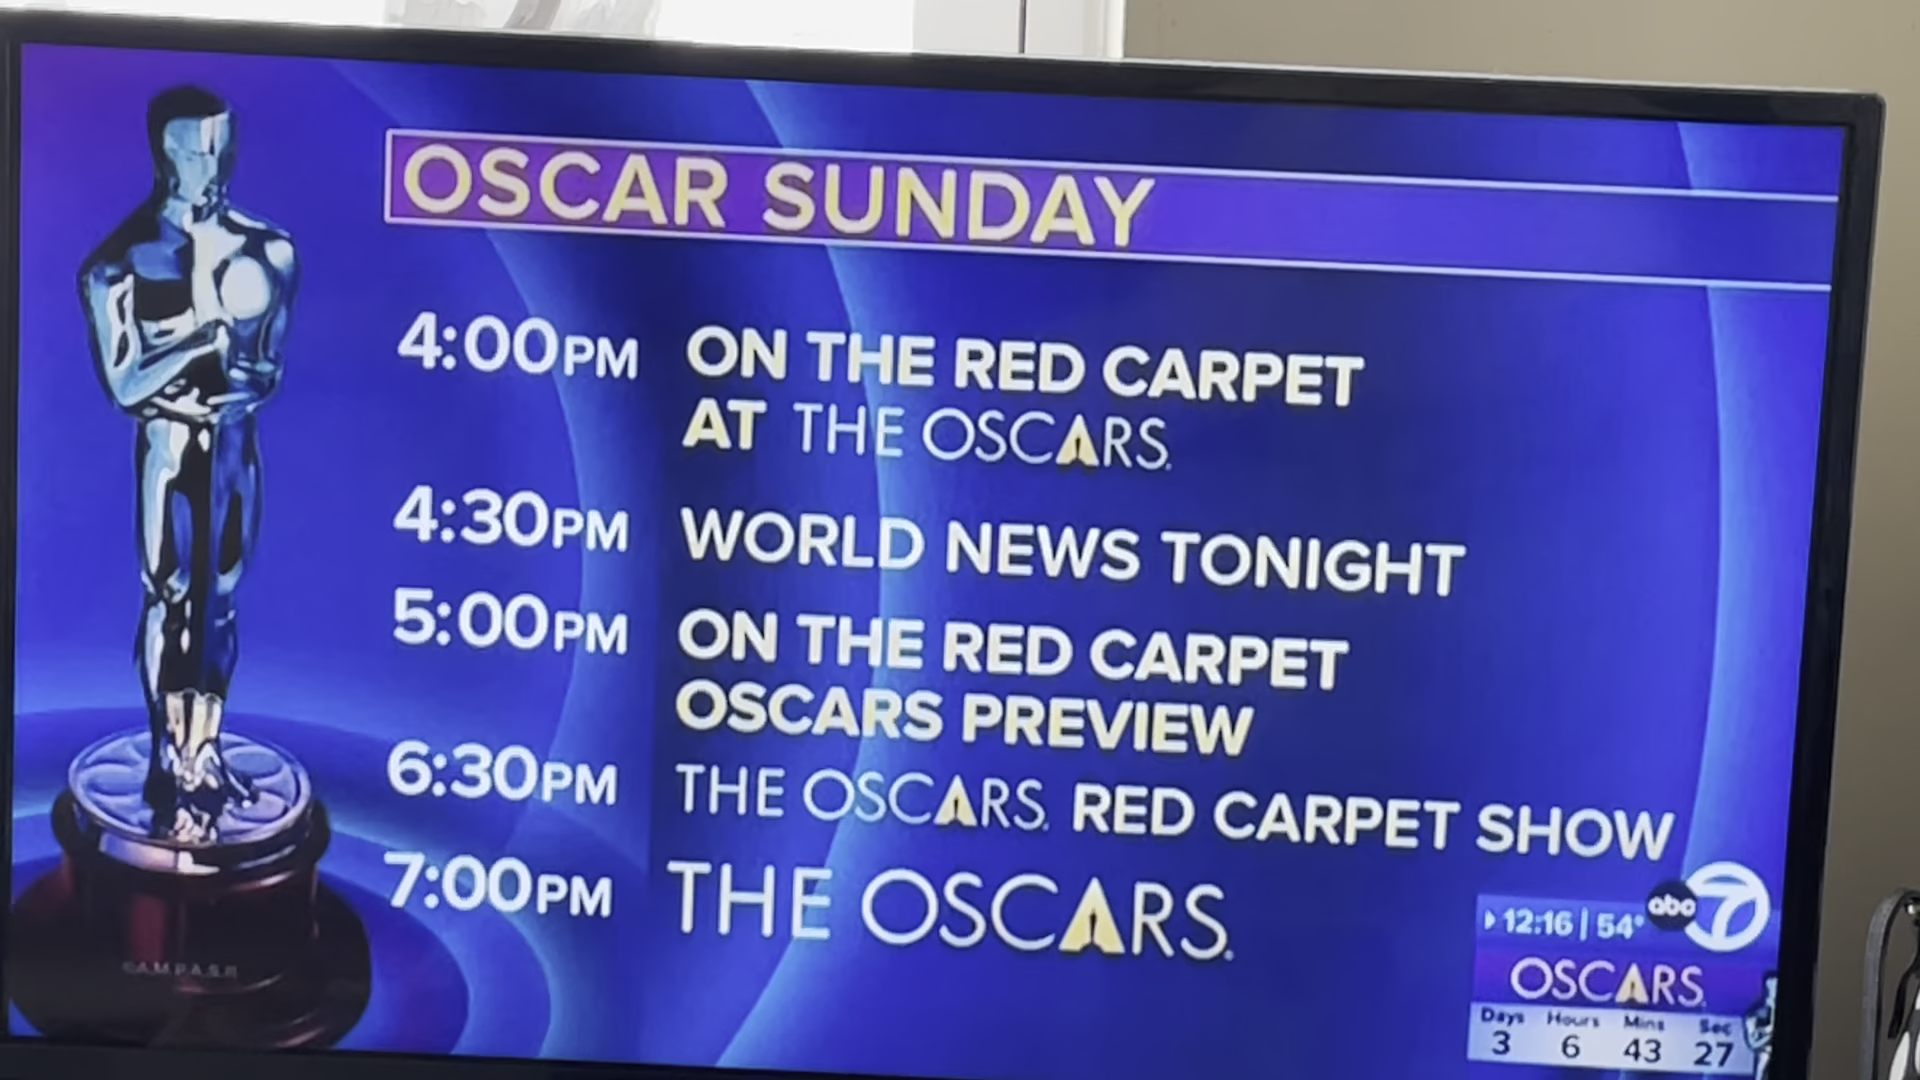 OSCAR SUNDAY
4:00PM ON THE RED CARPET
AT THE OSCARS.
4:30PM WORLD NEWS TONIGHT
5:00PM ON THE RED CARPET
OSCARS PREVIEW
6:30PM THE OSCARS. RED CARPET SHOW
7:00PM THE OSCARS.
©A.M.P.A.S.®
12:16 | 54° abc 7
OSCARS.
Days Hours Mins Sec
3 6 43 27